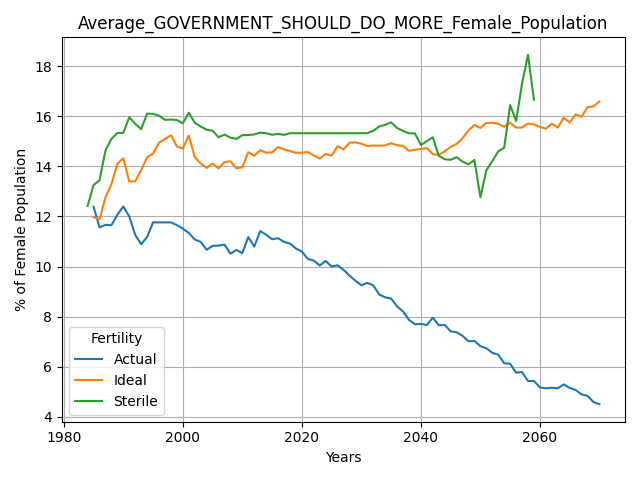 Average_GOVERNMENT_SHOULD_DO_MORE_Female_Population
% of Female Population
18
16
14
12
10
8
6
4
Fertility
Actual
Ideal
Sterile
1980
2000
2020
2040
2060
Years